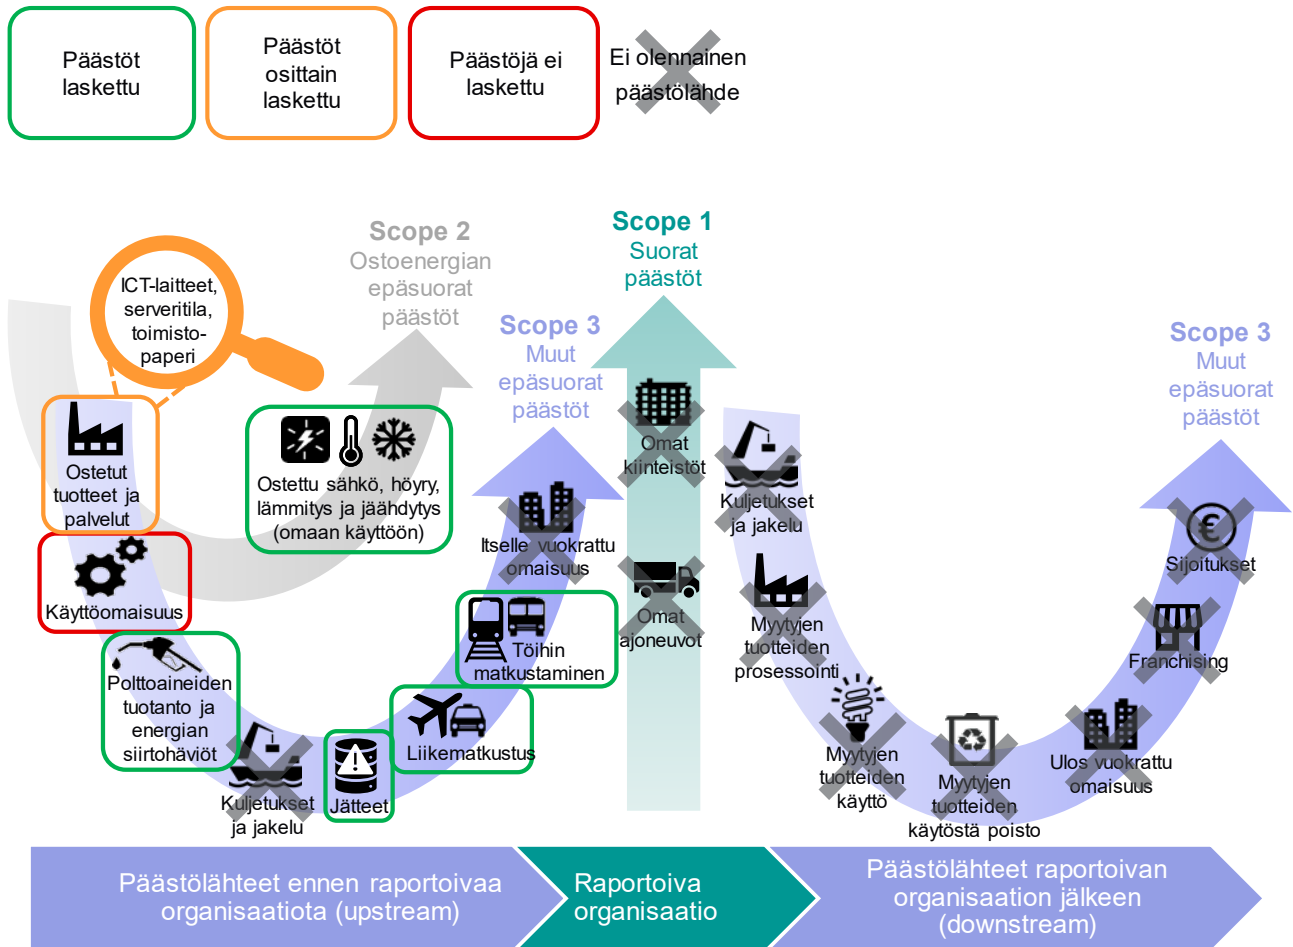 Päästöt
laskettu
Päästöt
osittain
laskettu
Päästöjä ei
laskettu
Ei olennainen
päästölähde
Scope 2
Ostoenergian
epäsuorat
päästöt
Scope 1
Suorat
päästöt
Scope 3
Muut
epäsuorat
päästöt
Scope 3
Muut
epäsuorat
päästöt
ICT-laitteet,
serveritila,
toimisto-
paperi
Ostetut
tuotteet ja
palvelut
Ostettu sähkö, höyry,
lämmitys ja jäähdytys
(omaan käyttöön)
Käyttöomaisuus
Polttoaineiden
tuotanto ja
energian
siirtohäviöt
Kuljetukset
ja jakelu
Jätteet
Liikematkustus
Töihin
matkustaminen
Itselle vuokrattu
omaisuus
Omat
kiinteistöt
Omat
ajoneuvot
Kuljetukset
ja jakelu
Myytyjen
tuotteiden
prosessointi
Myytyjen
tuotteiden
käyttö
Myytyjen
tuotteiden
käytöstä poisto
Ulos vuokrattu
omaisuus
Franchising
Sijoitukset
Päästölähteet ennen raportoivaa
organisaatiota (upstream)
Raportoiva
organisaatio
Päästölähteet raportoivan
organisaation jälkeen
(downstream)